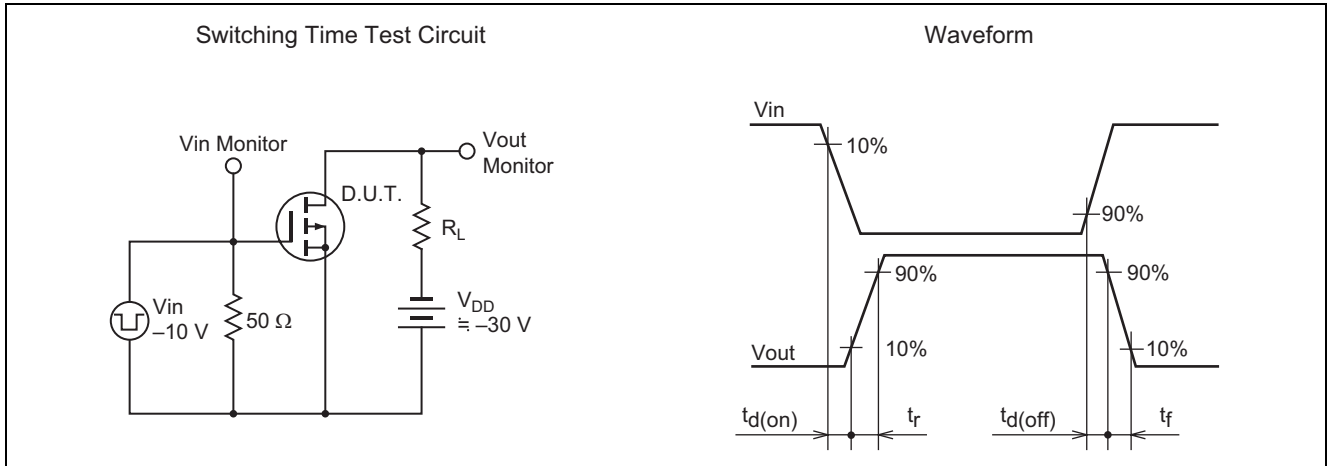 Switching Time Test Circuit
Vin Monitor
D.U.T.
Vout
Monitor
RL
Vin
–10 V
50 Ω
VDD
≒ –30 V
Waveform
Vin
10%
90%
90%
90%
Vout
10%
10%
td(on)
tr
td(off)
tf